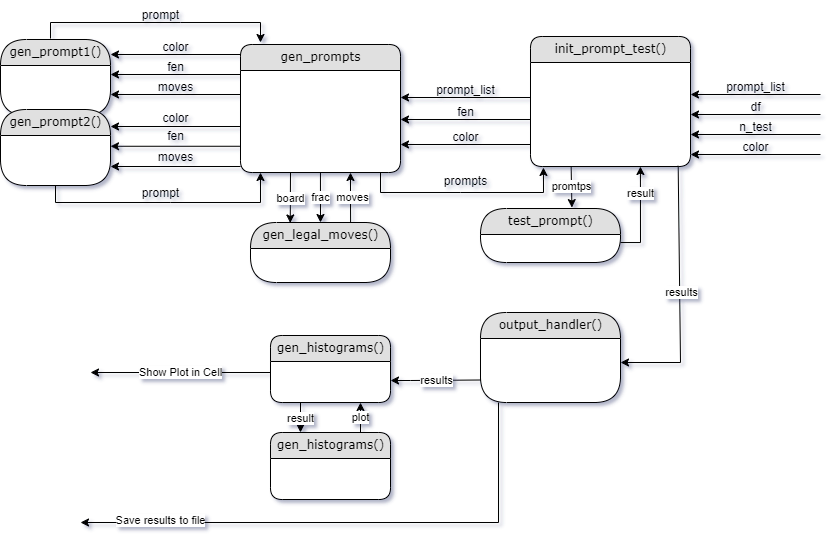 prompt
gen_prompt1()
color
fen
moves
gen_prompts
init_prompt_test()
prompt_list
fen
color
prompt_list
df
n_test
color
gen_prompt2()
color
fen
moves
prompt
prompts
board
frac
moves
promtps
result
gen_legal_moves()
test_prompt()
results
output_handler()
gen_histograms()
Show Plot in Cell
results
result
plot
gen_histograms()
Save results to file